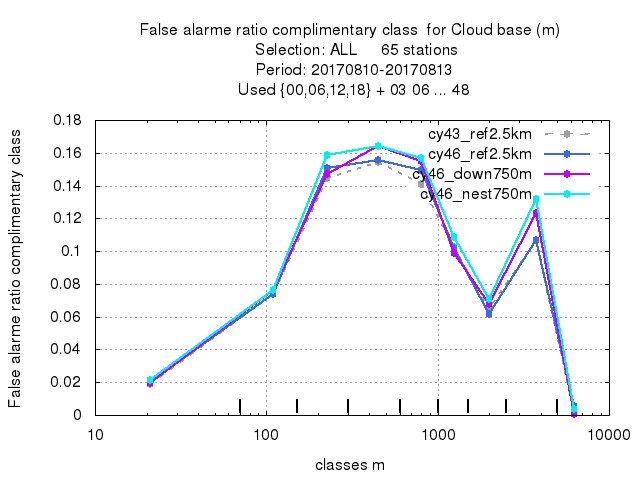 False alarme ratio complimentary class  for Cloud base (m)
Selection: ALL     65 stations
Period: 20170810-20170813
Used {00,06,12,18} + 03 06 ... 48
False alarme ratio complimentary class
0.18
0.16
0.14
0.12
0.1
0.08
0.06
0.04
0.02
0
cy43_ref2.5km
cy46_ref2.5km
cy46_down750m
cy46_nest750m
10
100
1000
10000
classes m